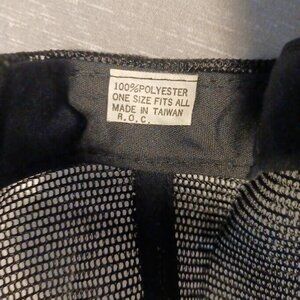 100%POLYESTER
ONE SIZE FITS ALL
MADE IN TAIWAN
R.O.C.